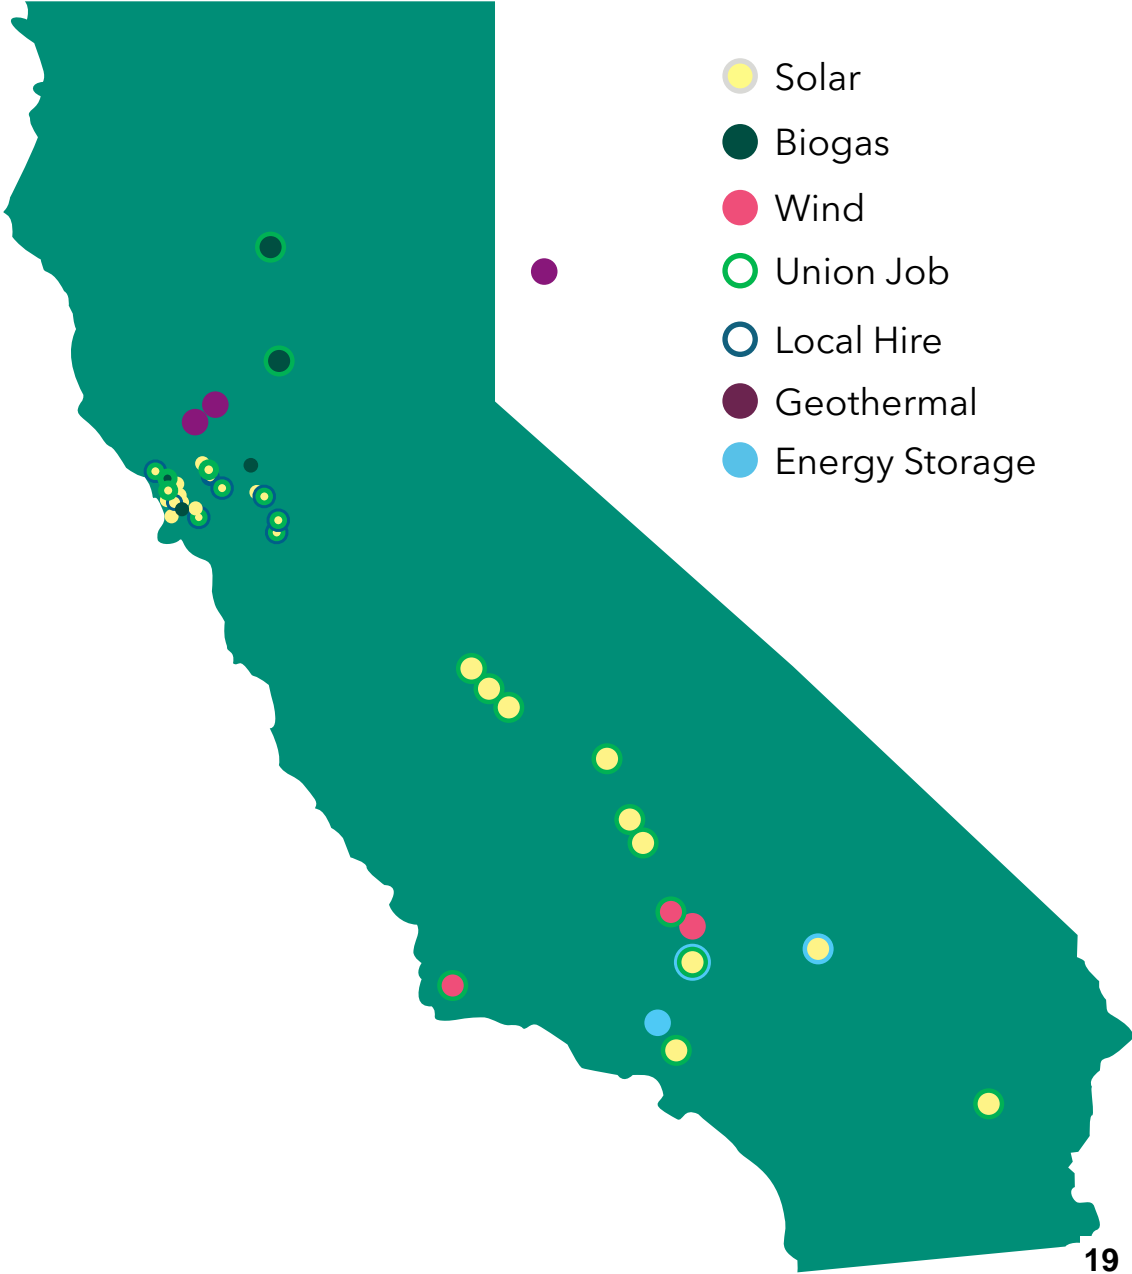 Solar
Biogas
Wind
Union Job
Local Hire
Geothermal
Energy Storage
19